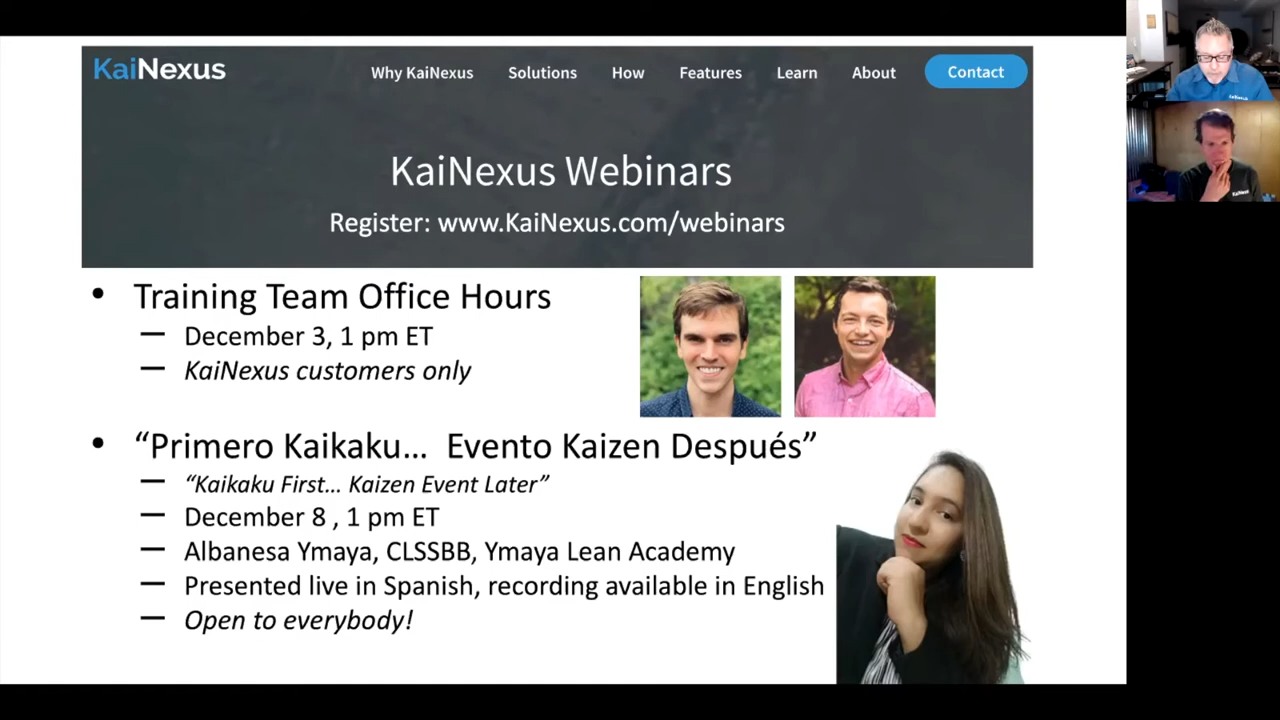 KaiNexus
Why KaiNexus Solutions How Features Learn About Contact
KaiNexus Webinars
Register: www.KaiNexus.com/webinars
• Training Team Office Hours
– December 3, 1 pm ET
– KaiNexus customers only
• “Primero Kaikaku… Evento Kaizen Después”
– “Kaikaku First… Kaizen Event Later”
– December 8 , 1 pm ET
– Albanesa Ymaya, CLSSBB, Ymaya Lean Academy
– Presented live in Spanish, recording available in English
– Open to everybody!
KaiNexus
KaiNexus